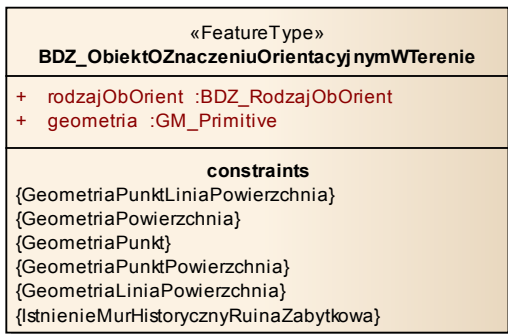 «FeatureType»
BDZ_ObiektOZnaczeniuOrientacyjnymWTerenie
+ rodzajObOrient :BDZ_RodzajObOrient
+ geometria :GM_Primitive
constraints
{GeometriaPunktLiniaPowierzchnia}
{GeometriaPowierzchnia}
{GeometriaPunkt}
{GeometriaPunktPowierzchnia}
{GeometriaLiniaPowierzchnia}
{IstnienieMurHistorycznyRuinaZabytkowa}